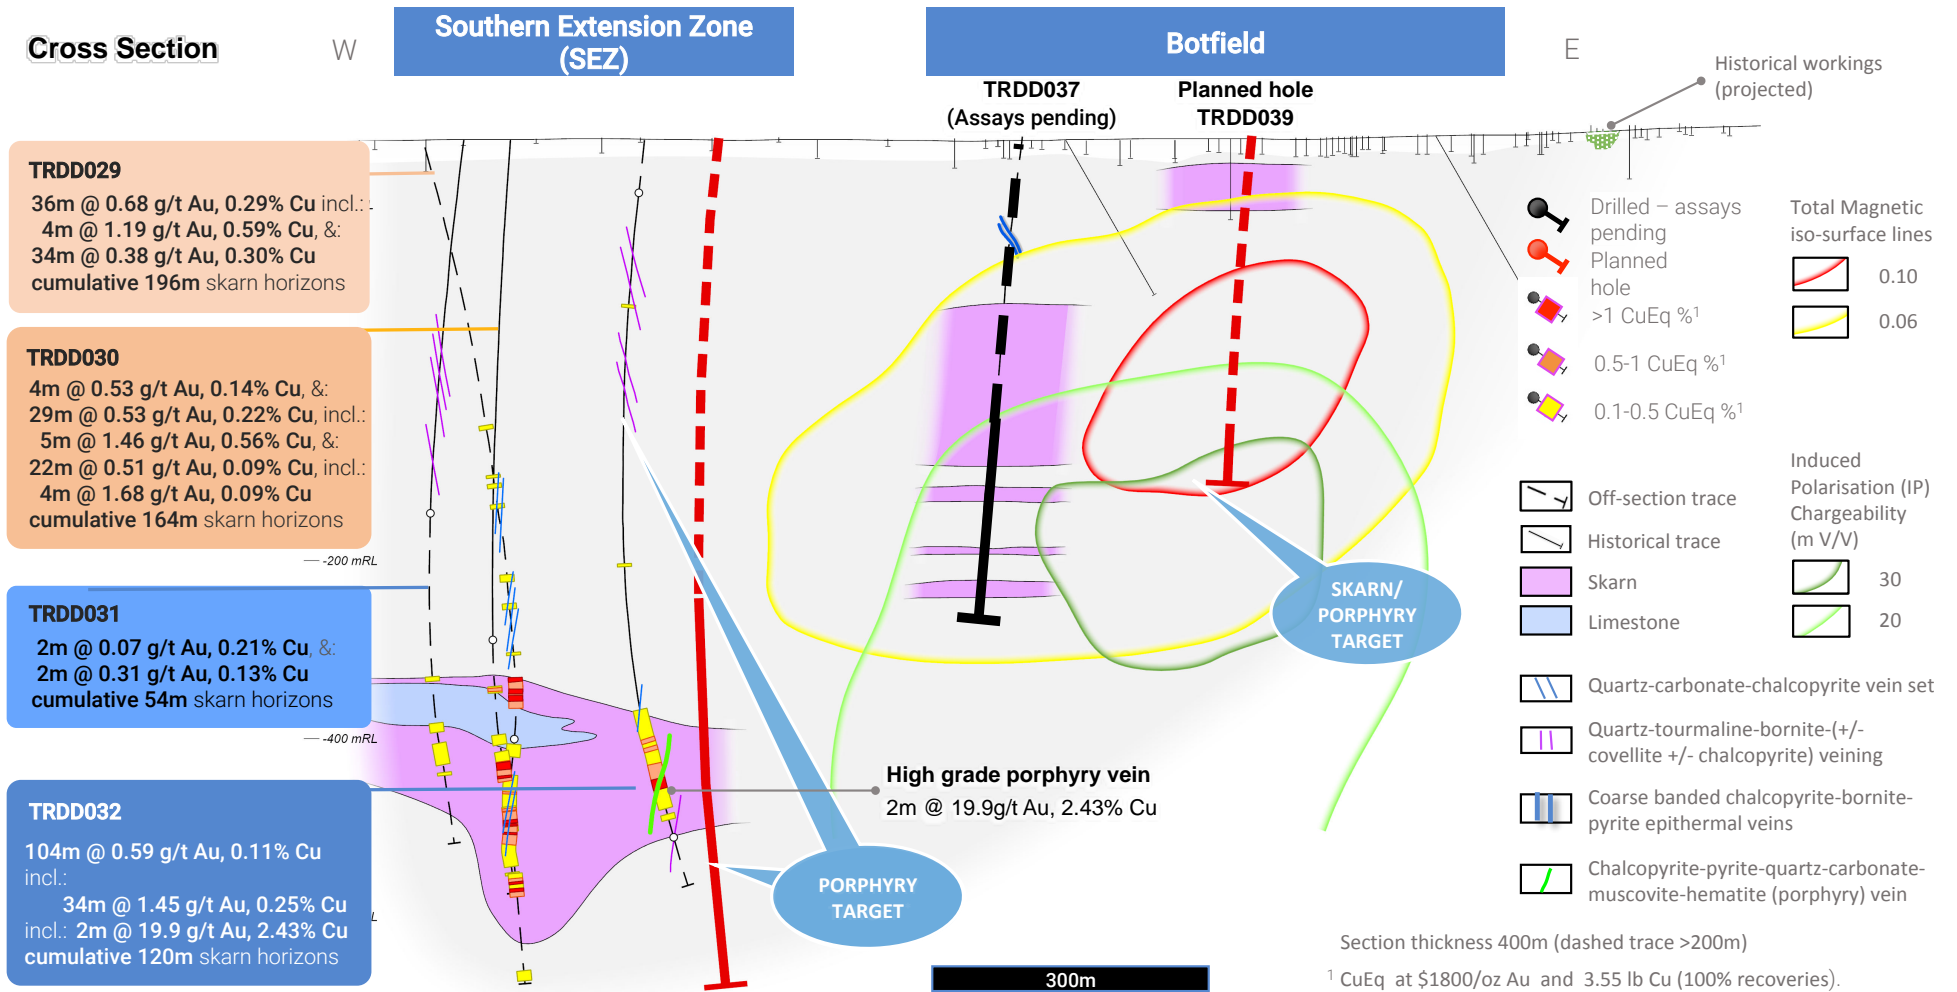 Cross Section
W
Southern Extension Zone
(SEZ)
Botfield
E
Historical workings
(projected)
TRDD037
(Assays pending)
Planned hole
TRDD039
TRDD029
36m @ 0.68 g/t Au, 0.29% Cu incl.:
4m @ 1.19 g/t Au, 0.59% Cu, &:
34m @ 0.38 g/t Au, 0.30% Cu
cumulative 196m skarn horizons
TRDD030
4m @ 0.53 g/t Au, 0.14% Cu, &:
29m @ 0.53 g/t Au, 0.22% Cu, incl.:
5m @ 1.46 g/t Au, 0.56% Cu, &:
22m @ 0.51 g/t Au, 0.09% Cu, incl.:
4m @ 1.68 g/t Au, 0.09% Cu
cumulative 164m skarn horizons
-200 mRL
TRDD031
2m @ 0.07 g/t Au, 0.21% Cu, &:
2m @ 0.31 g/t Au, 0.13% Cu
cumulative 54m skarn horizons
-400 mRL
TRDD032
104m @ 0.59 g/t Au, 0.11% Cu
incl.:
34m @ 1.45 g/t Au, 0.25% Cu
incl.: 2m @ 19.9 g/t Au, 2.43% Cu
cumulative 120m skarn horizons
High grade porphyry vein
2m @ 19.9g/t Au, 2.43% Cu
PORPHYRY
TARGET
SKARN/
PORPHYRY
TARGET
300m
Drilled – assays
pending
Planned
hole
>1 CuEq %¹
0.5-1 CuEq %¹
0.1-0.5 CuEq %¹
Total Magnetic
iso-surface lines
0.10
0.06
Off-section trace
Historical trace
Skarn
Limestone
Induced
Polarisation (IP)
Chargeability
(m V/V)
30
20
Quartz-carbonate-chalcopyrite vein set
Quartz-tourmaline-bornite-(+/-
covellite +/- chalcopyrite) veining
Coarse banded chalcopyrite-bornite-
pyrite epithermal veins
Chalcopyrite-pyrite-quartz-carbonate-
muscovite-hematite (porphyry) vein
Section thickness 400m (dashed trace >200m)
¹ CuEq at $1800/oz Au and 3.55 lb Cu (100% recoveries).